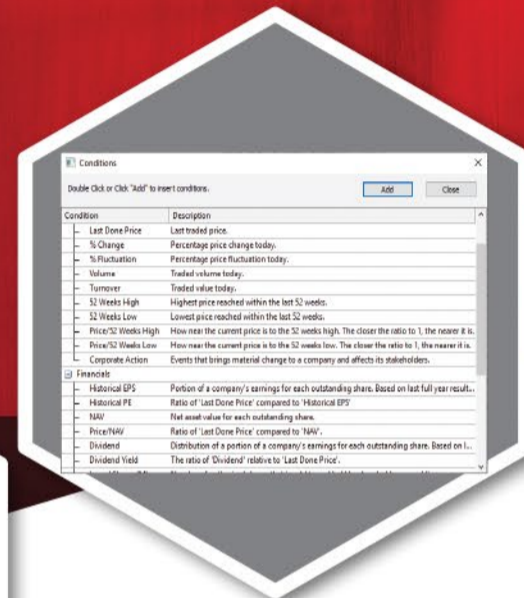 Conditions
Double Click or Click "Add" to insert conditions. Add Close
Condition Description
Last Done Price Last traded price.
% Change Percentage price change today.
% Fluctuation Percentage price fluctuation today.
Volume Traded volume today.
Turnover Traded value today.
52 Weeks High Highest price reached within the last 52 weeks.
52 Weeks Low Lowest price reached within the last 52 weeks.
Price/52 Weeks High How near the current price is to the 52 weeks high. The closer the ratio to 1, the nearer it is.
Price/52 Weeks Low How near the current price is to the 52 weeks low. The closer the ratio to 1, the nearer it is.
Corporate Action Events that brings material change to a company and affects its stakeholders.
Financials
Historical EPS Portion of a company's earnings for each outstanding share. Based on last full year result...
Historical PE Ratio of 'Last Done Price' compared to 'Historical EPS'
NAV Net asset value for each outstanding share.
Price/NAV Ratio of 'Last Done Price' compared to 'NAV'.
Dividend Distribution of a portion of a company's earnings for each outstanding share. Based on l...
Dividend Yield The ratio of 'Dividend' relative to 'Last Done Price'.